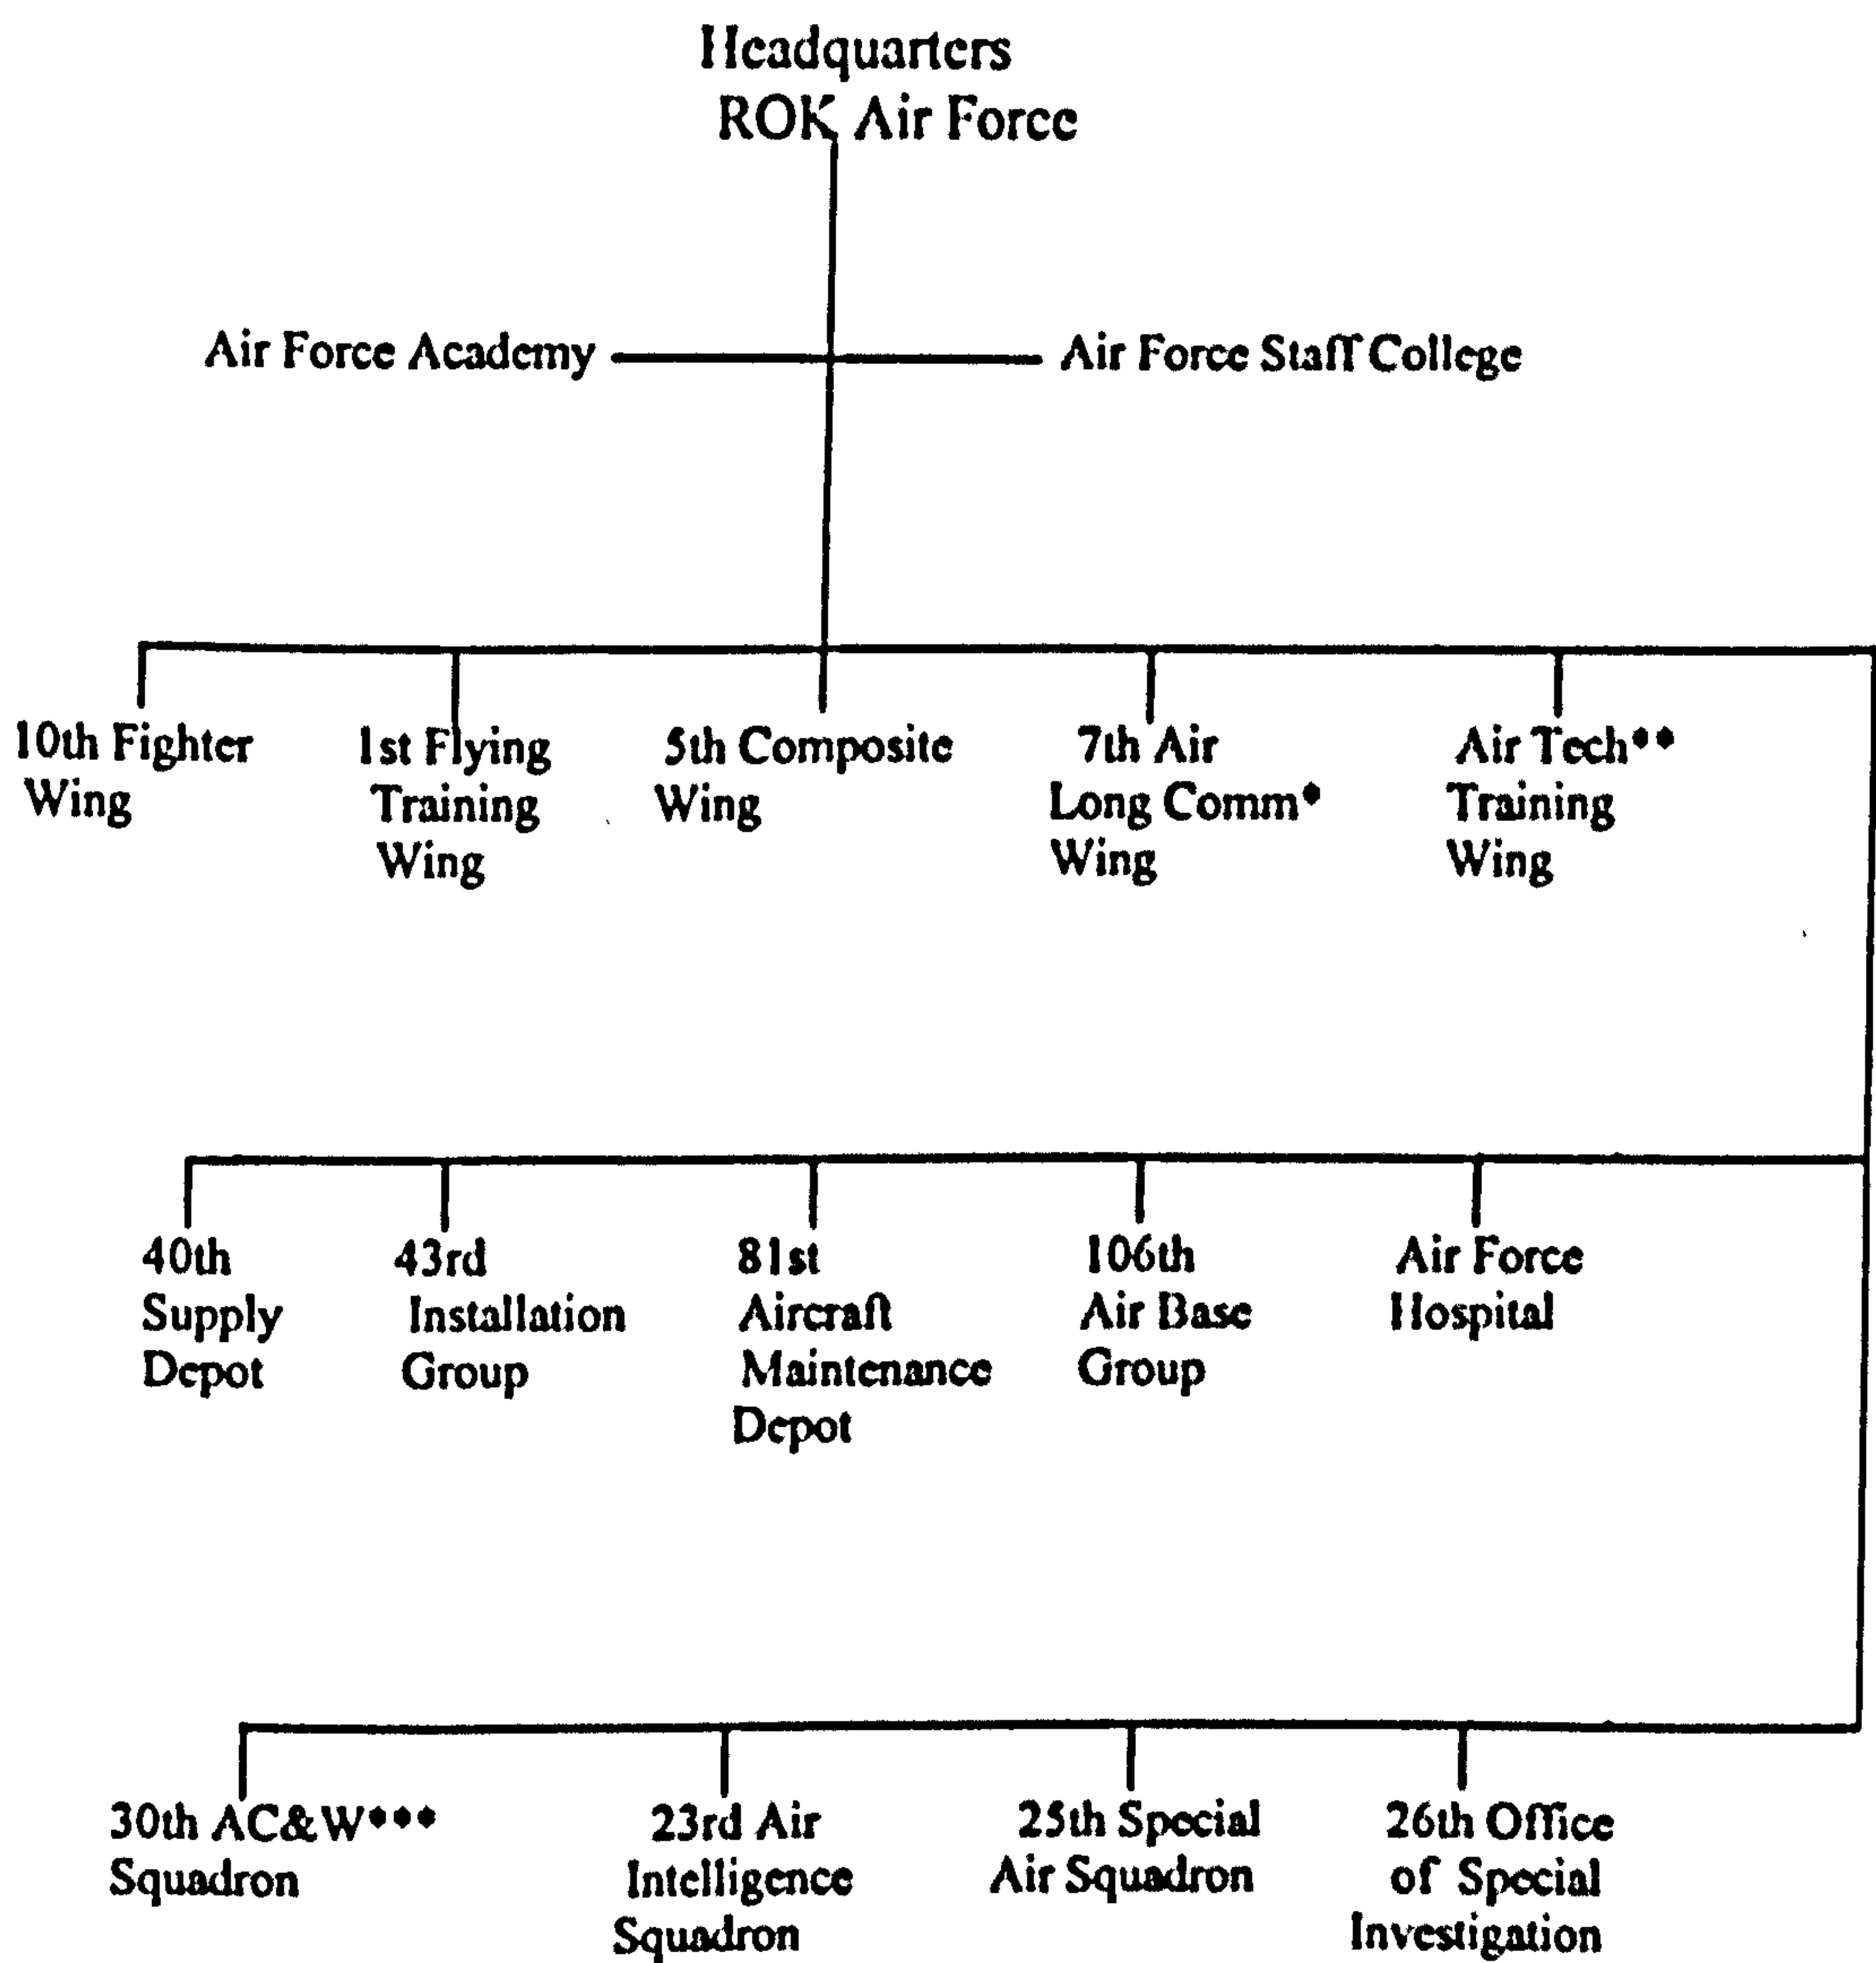 Headquarters
ROK Air Force
Air Force Academy
Air Force Staff College
10th Fighter
Wing
1st Flying
Training
Wing
5th Composite
Wing
7th Air
Long Comm*
Wing
Air Tech**
Training
Wing
40th
Supply
Depot
43rd
Installation
Group
81st
Aircraft
Maintenance
Depot
106th
Air Base
Group
Air Force
Hospital
30th AC&W***
Squadron
23rd Air
Intelligence
Squadron
25th Special
Air Squadron
26th Office
of Special
Investigation